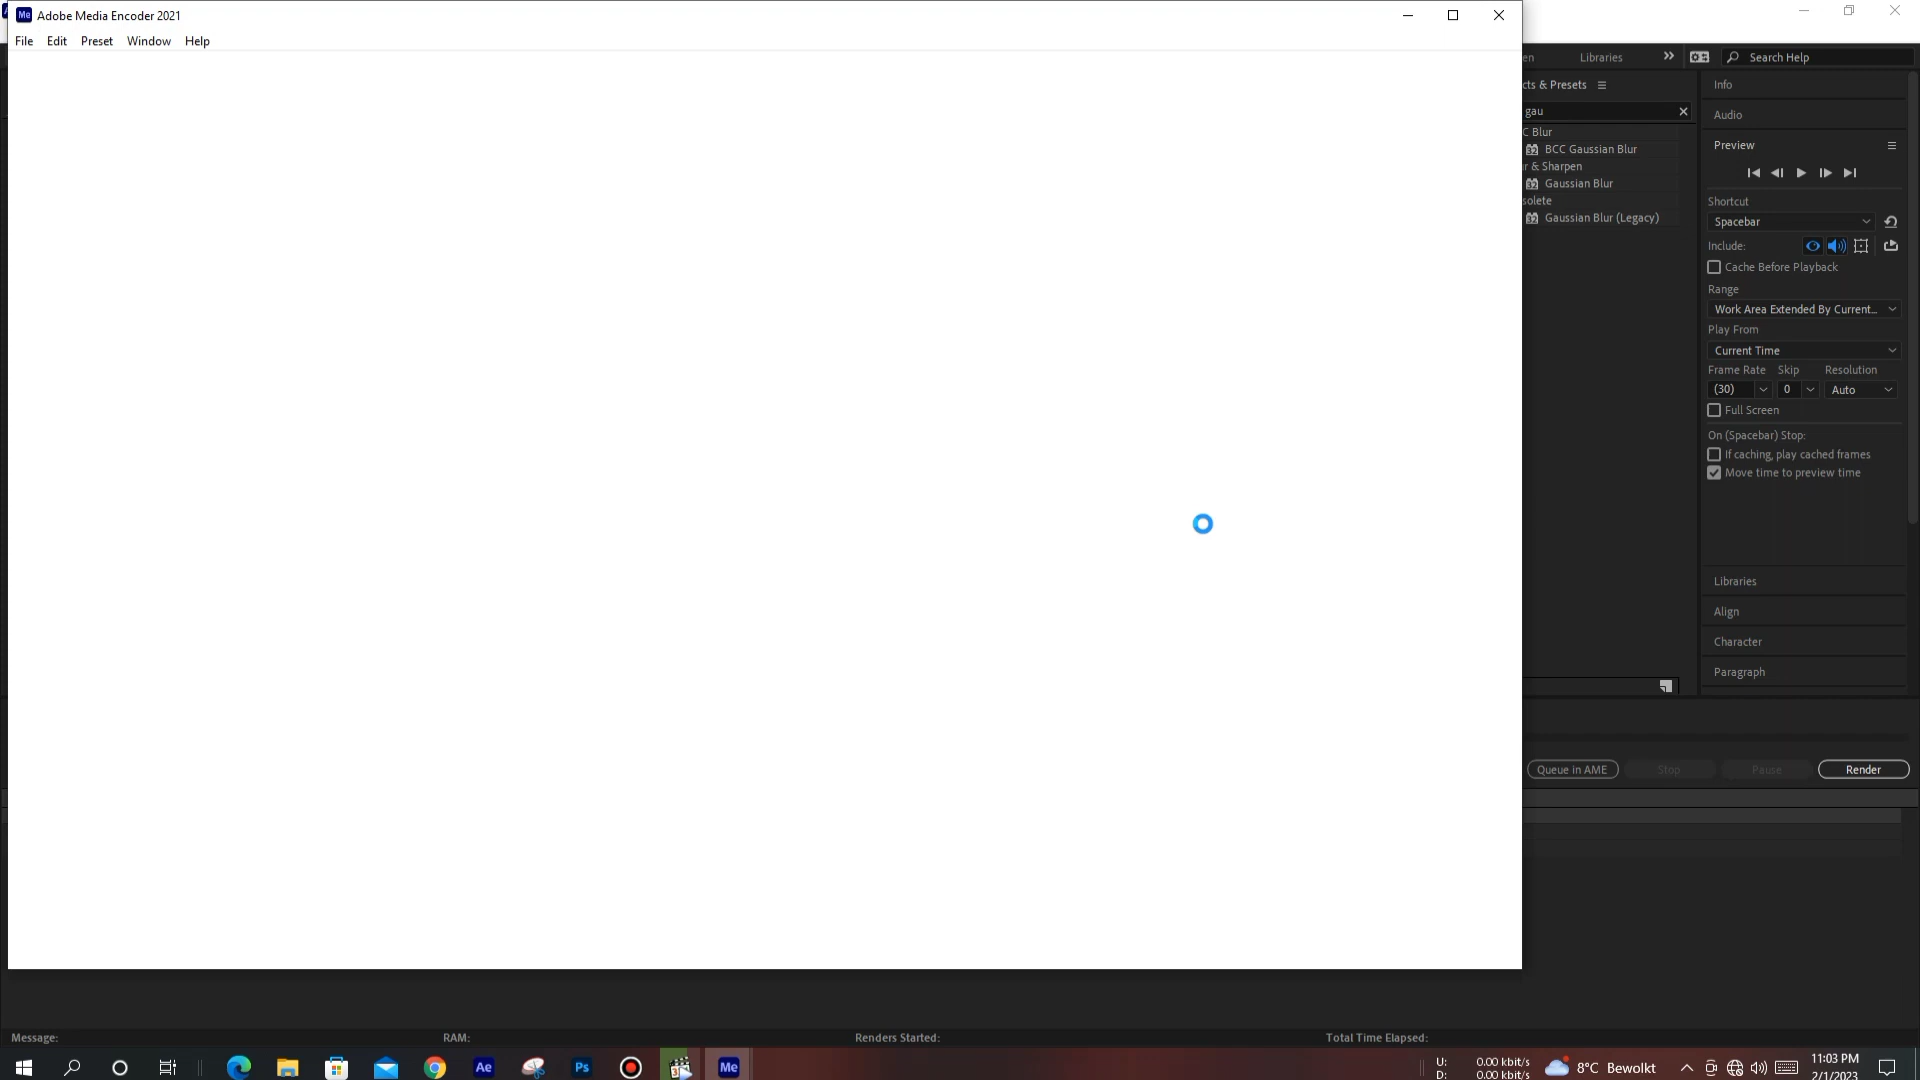 Me Adobe Media Encoder 2021
File Edit Preset Window Help
en Libraries Search Help
cts & Presets
gau
C Blur
BCC Gaussian Blur
r & Sharpen
Gaussian Blur
solete
Gaussian Blur (Legacy)
Info
Audio
Preview
Shortcut
Spacebar
Include:
Cache Before Playback
Range
Work Area Extended By Current...
Play From
Current Time
Frame Rate Skip Resolution
(30) 0 Auto
Full Screen
On (Spacebar) Stop:
If caching, play cached frames
Move time to preview time
Libraries
Align
Character
Paragraph
Queue in AME Stop Pause Render
Message: RAM: Renders Started: Total Time Elapsed:
Ae Ps Me
U: 0.00 kbit/s
D: 0.00 kbit/s
8°C Bewolkt
11:03 PM
2/1/2023